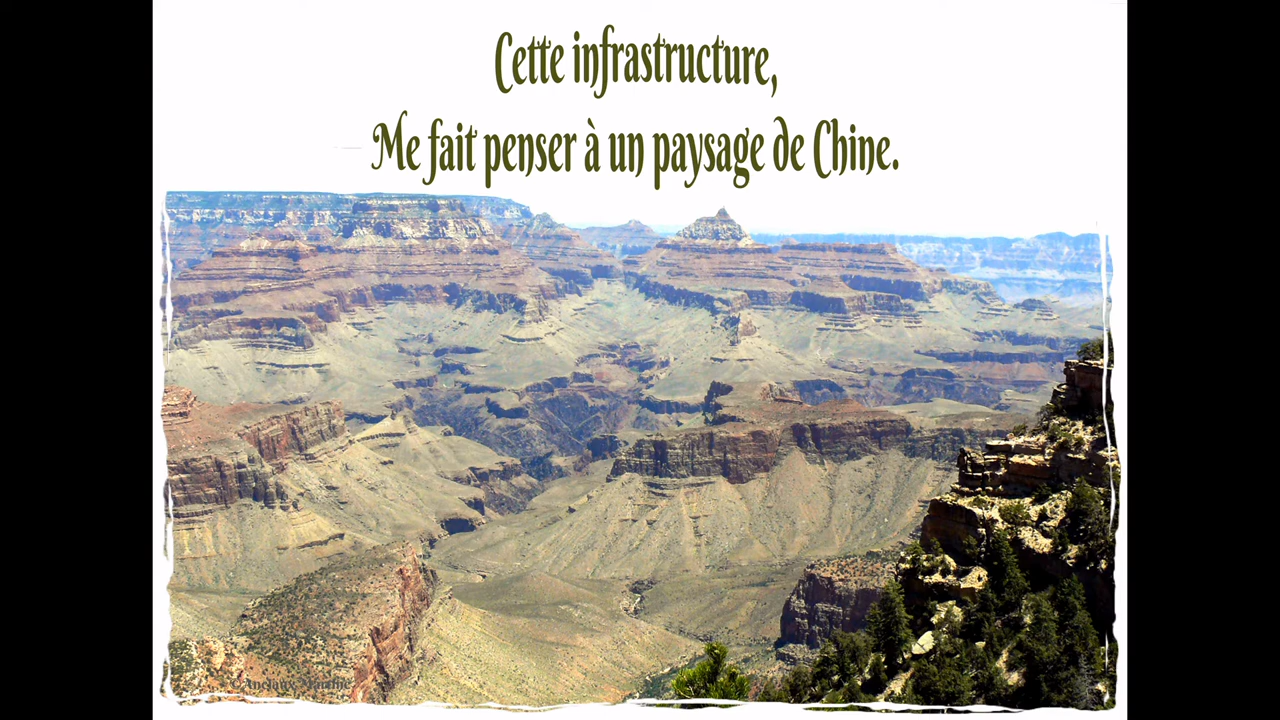 Cette infrastructure,
Me fait penser à un paysage de Chine.